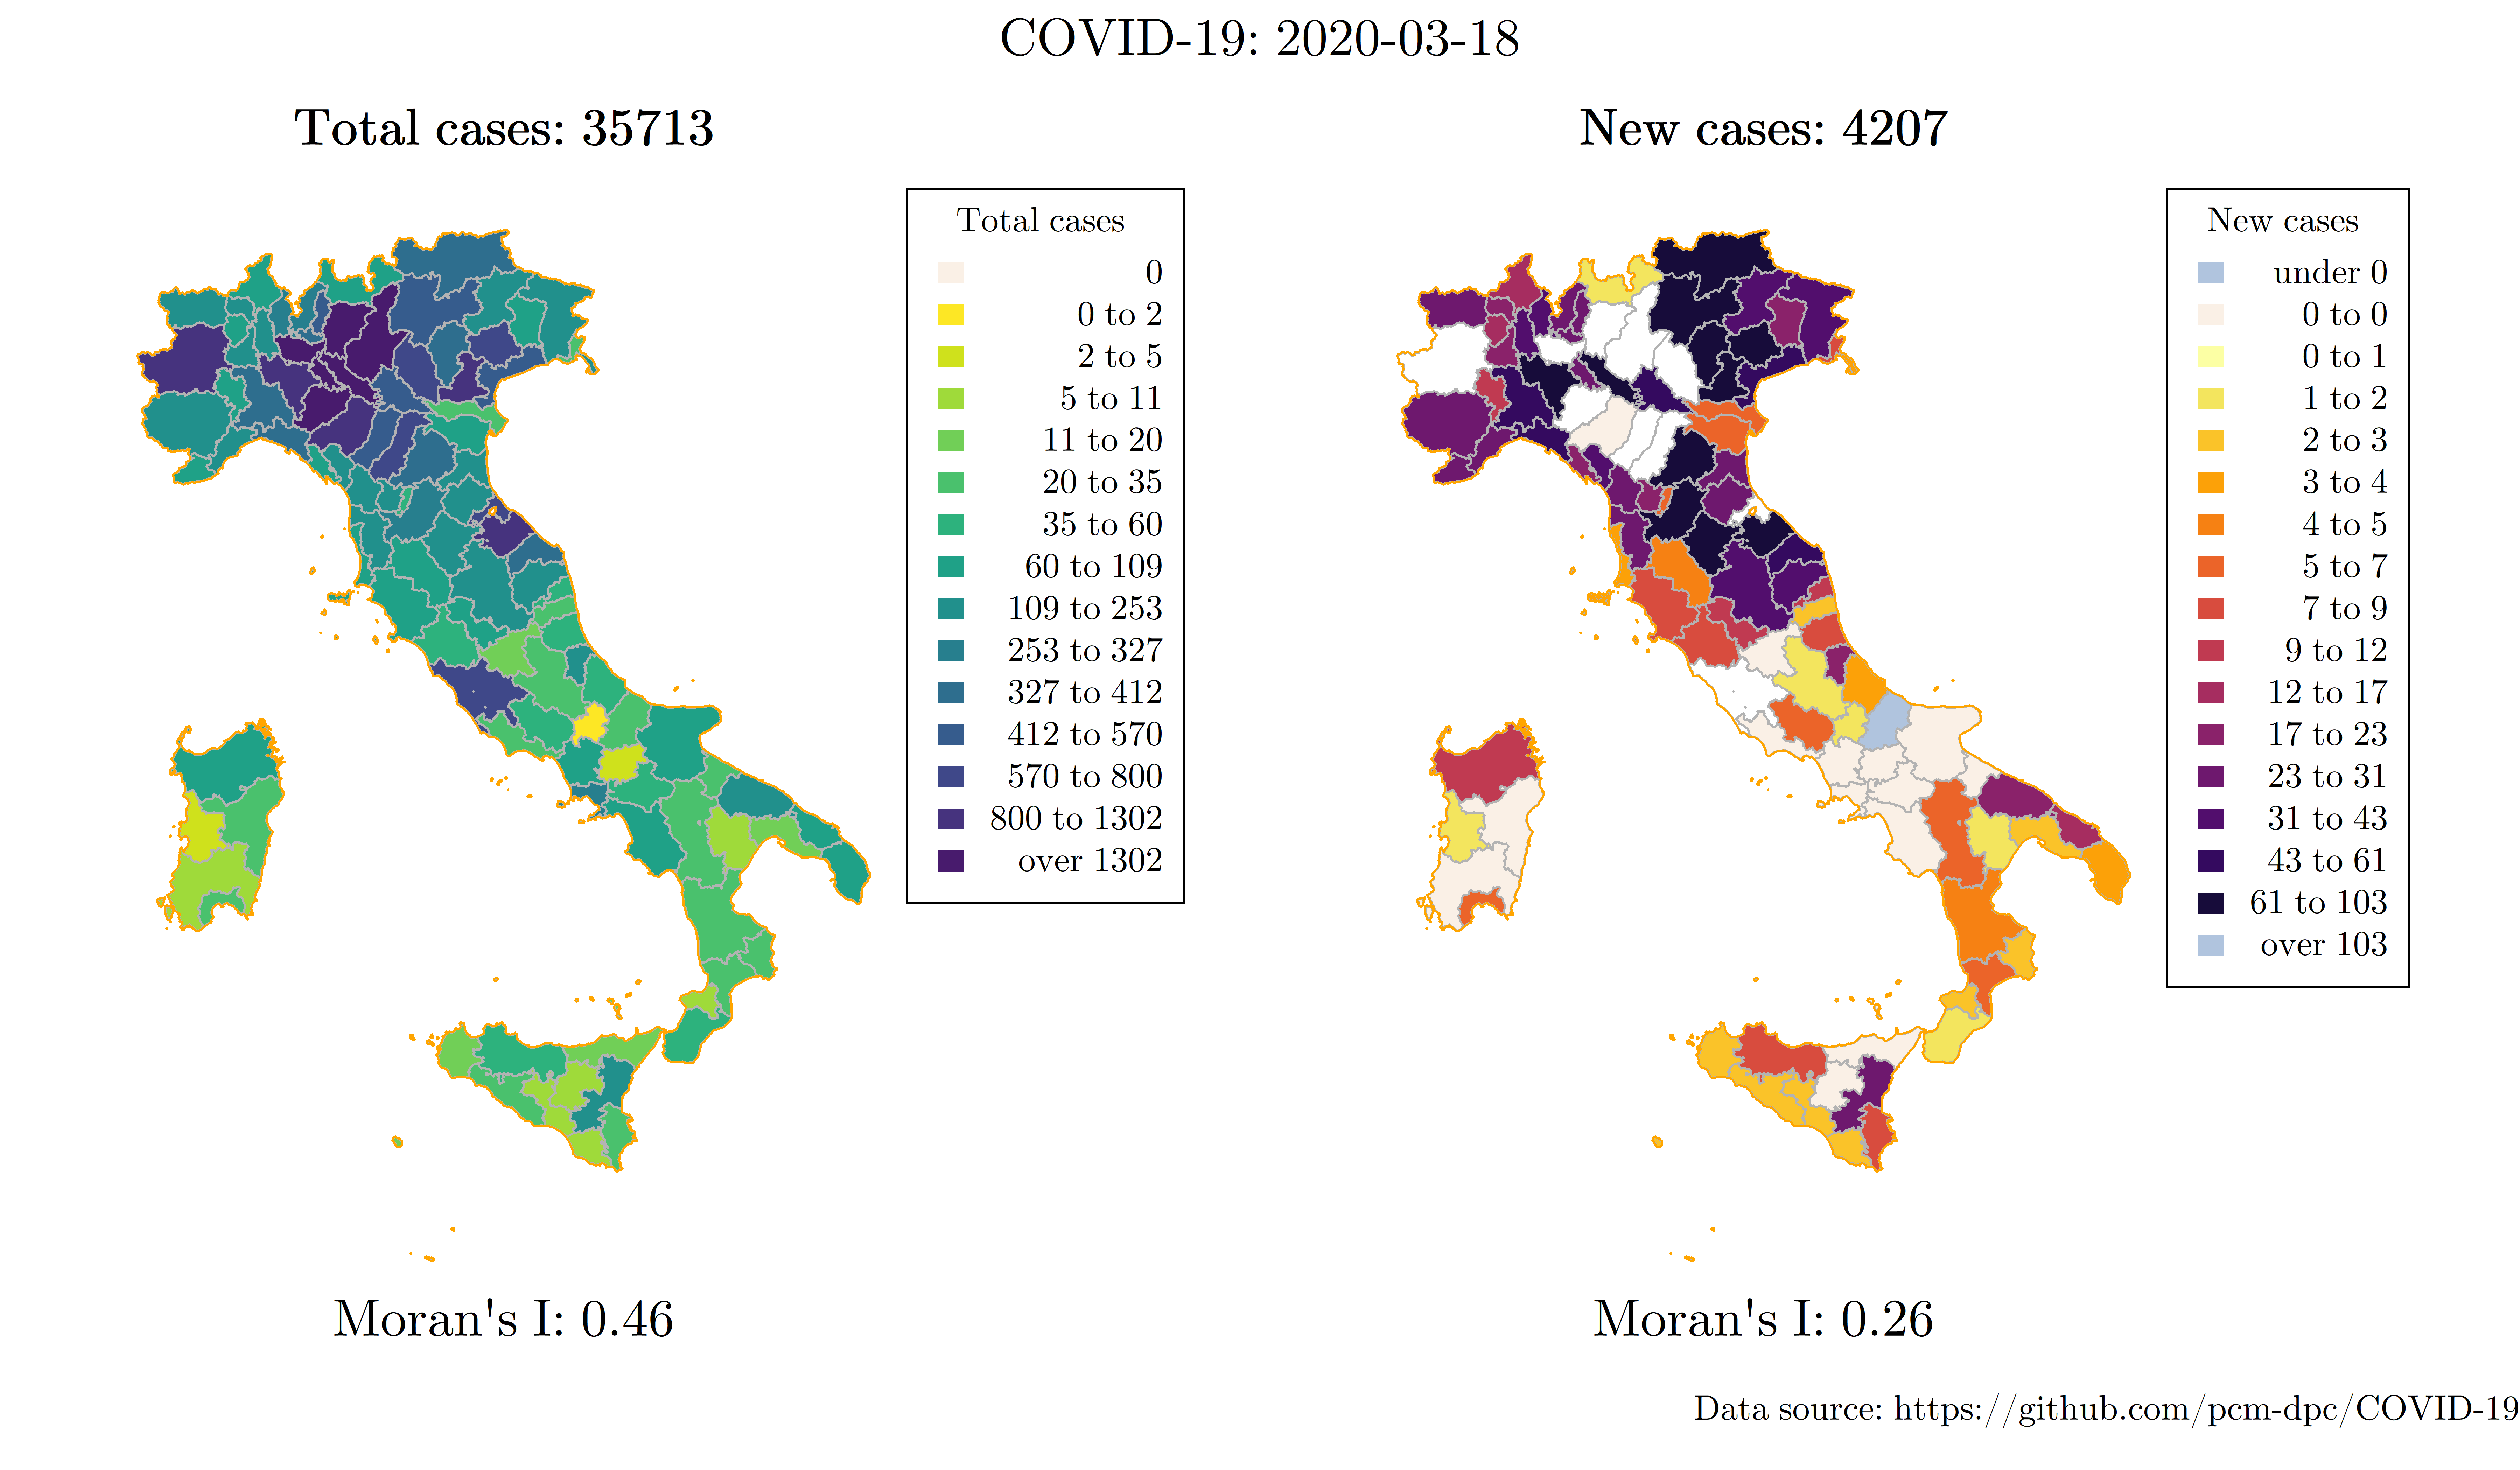 COVID-19: 2020-03-18
Total cases: 35713
Total cases
0
0 to 2
2 to 5
5 to 11
11 to 20
20 to 35
35 to 60
60 to 109
109 to 253
253 to 327
327 to 412
412 to 570
570 to 800
800 to 1302
over 1302
Moran's I: 0.46
New cases: 4207
New cases
under 0
0 to 0
0 to 1
1 to 2
2 to 3
3 to 4
4 to 5
5 to 7
7 to 9
9 to 12
12 to 17
17 to 23
23 to 31
31 to 43
43 to 61
61 to 103
over 103
Moran's I: 0.26
Data source: https://github.com/pcm-dpc/COVID-19